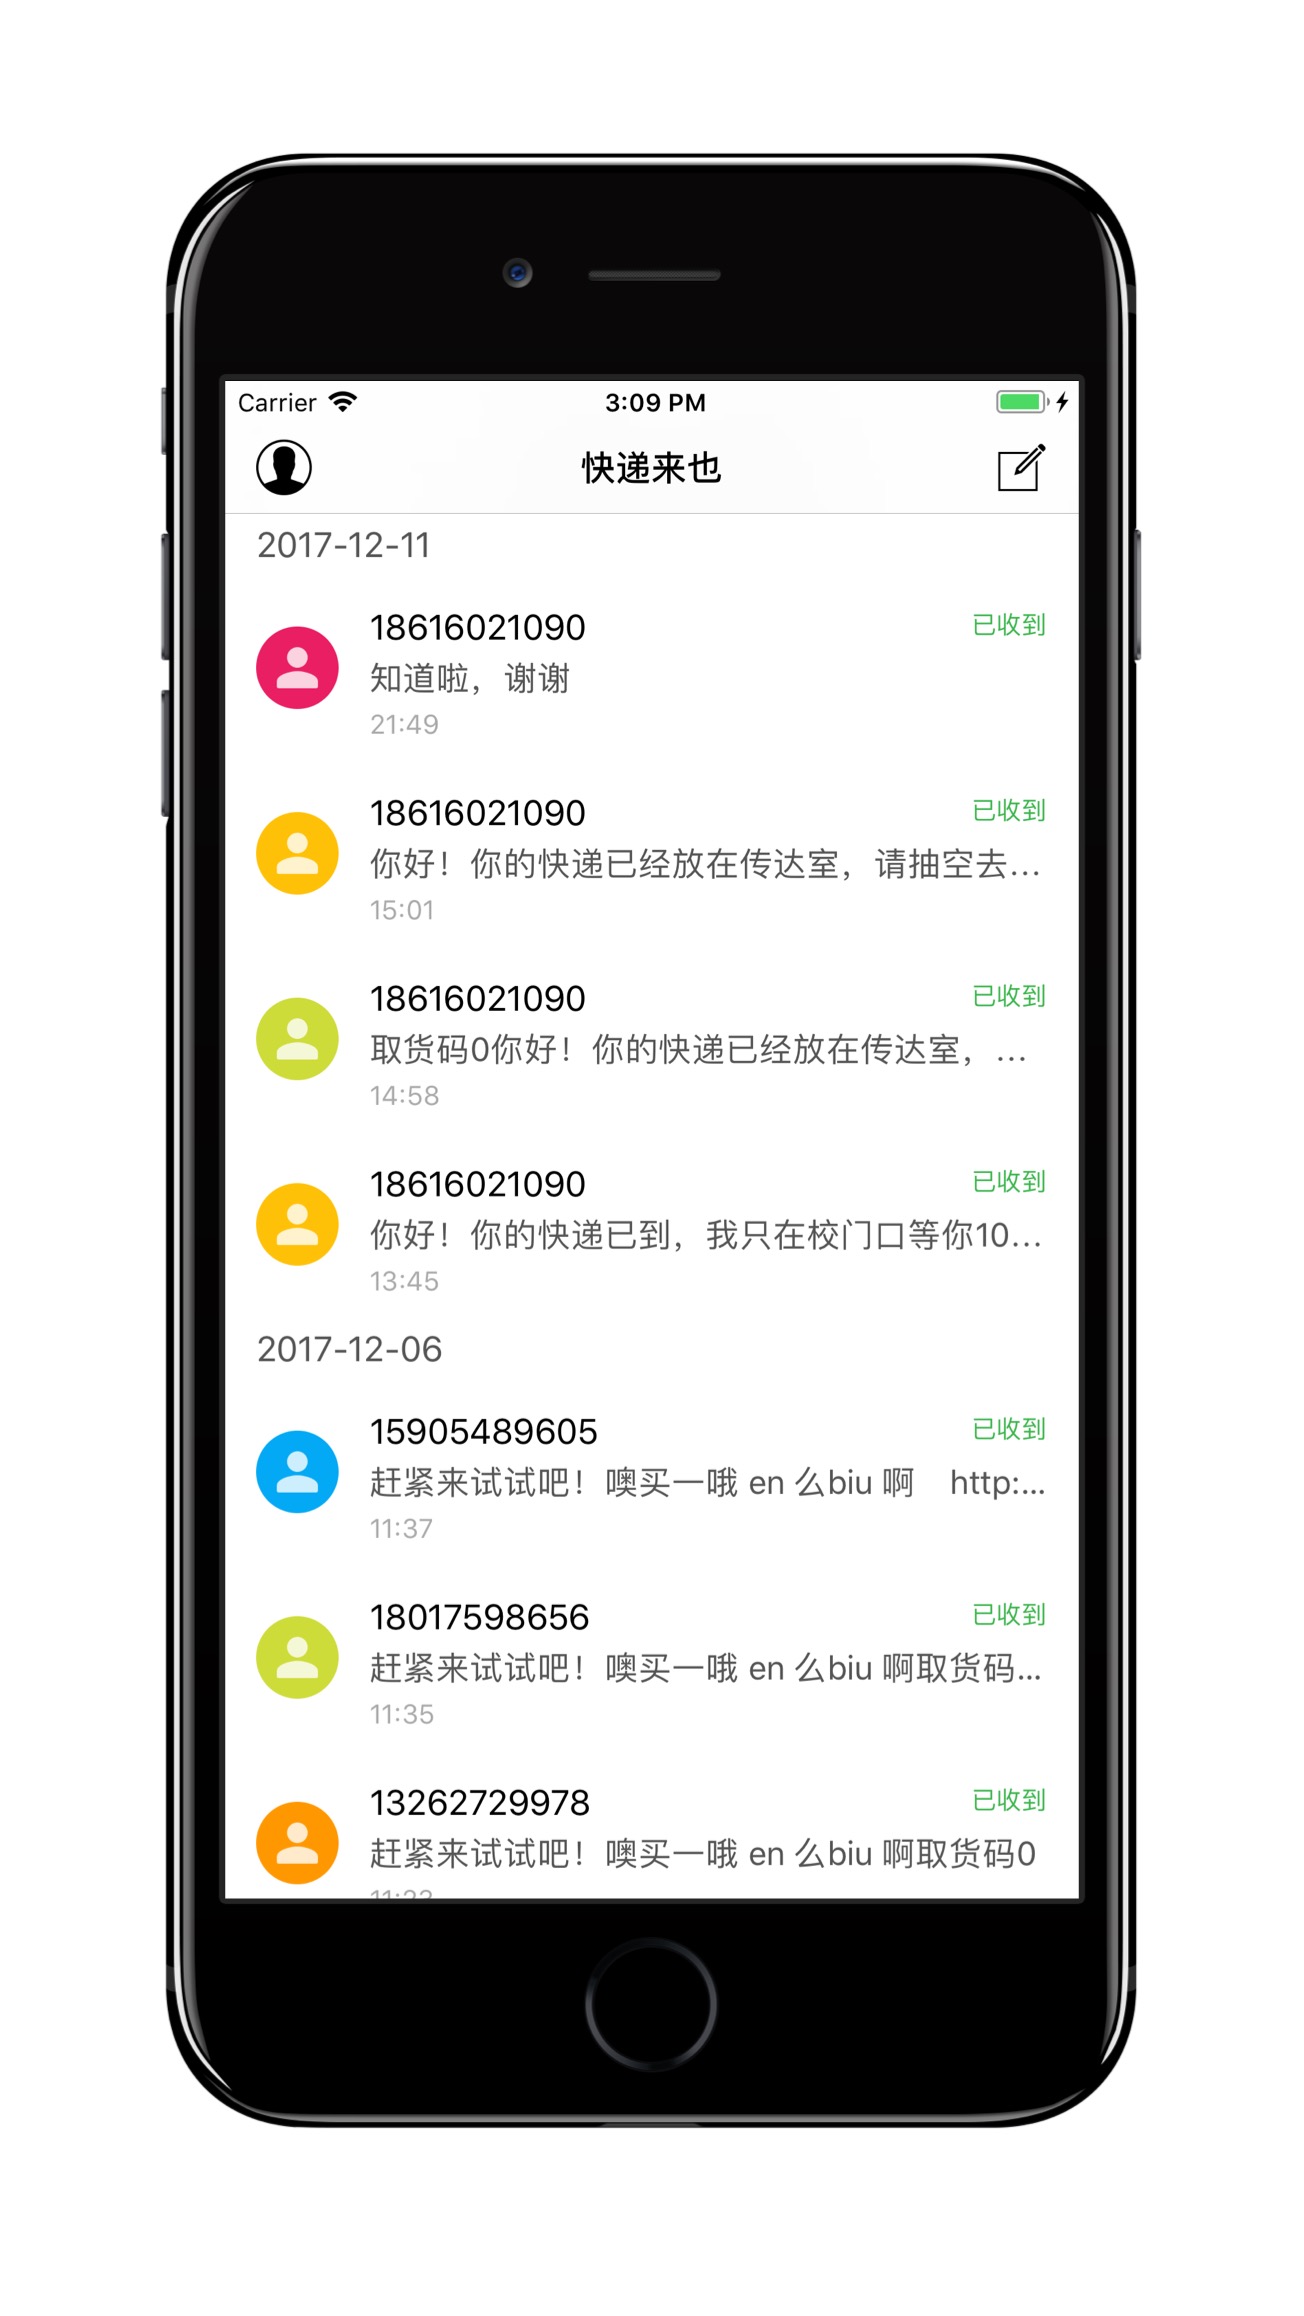 Carrier 3:09 PM
快递来也
2017-12-11
18616021090 已收到
知道啦，谢谢
21:49
18616021090 已收到
你好！你的快递已经放在传达室，请抽空去...
15:01
18616021090 已收到
取货码0你好！你的快递已经放在传达室，...
14:58
18616021090 已收到
你好！你的快递已到，我只在校门口等你10...
13:45
2017-12-06
15905489605 已收到
赶紧来试试吧！噢买一哦 en 么biu 啊 http:...
11:37
18017598656 已收到
赶紧来试试吧！噢买一哦 en 么biu 啊取货码...
11:35
13262729978 已收到
赶紧来试试吧！噢买一哦 en 么biu 啊取货码0